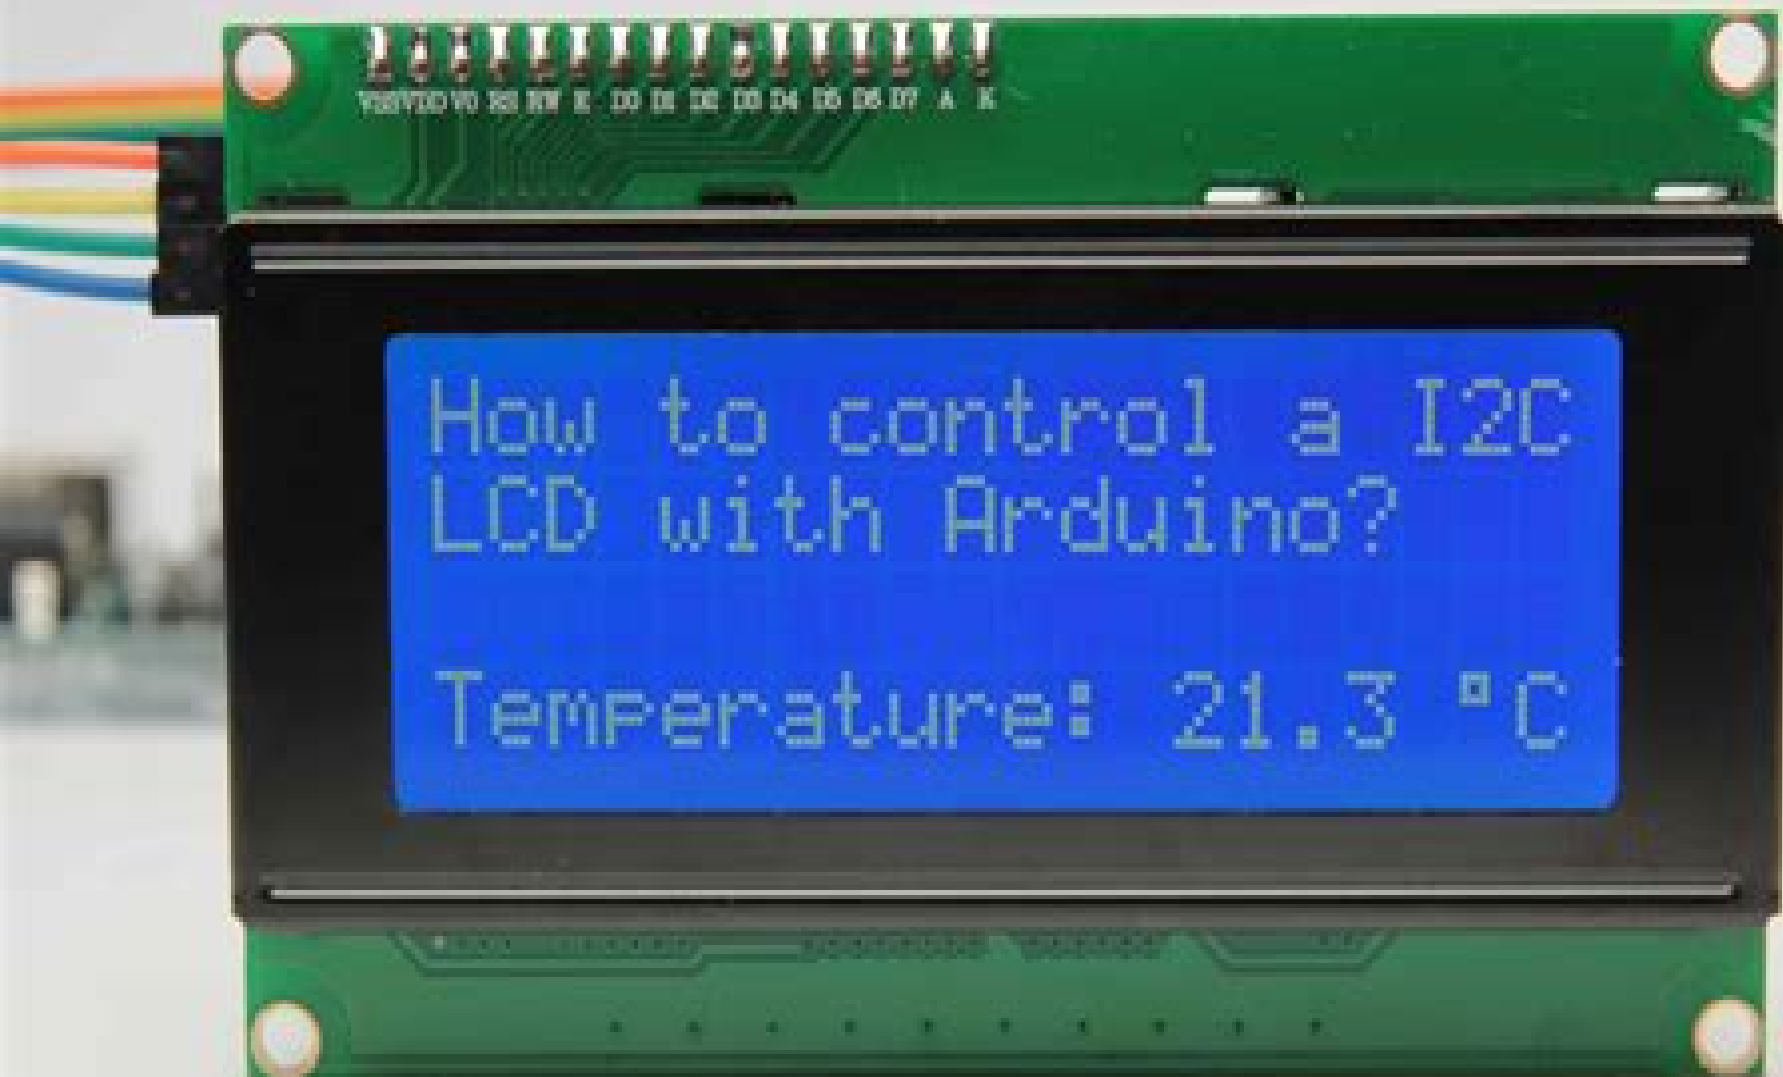 VSS VDD V0 RS RW E D0 D1 D2 D3 D4 D5 D6 D7 A K
How to control a I2C
LCD with Arduino?
Temperature: 21.3 °C